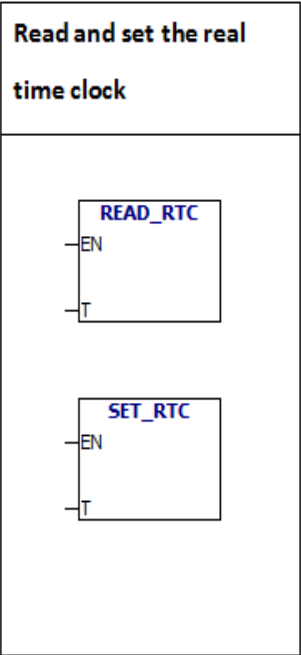 Read and set the real
time clock
READ_RTC
EN
T
SET_RTC
EN
T